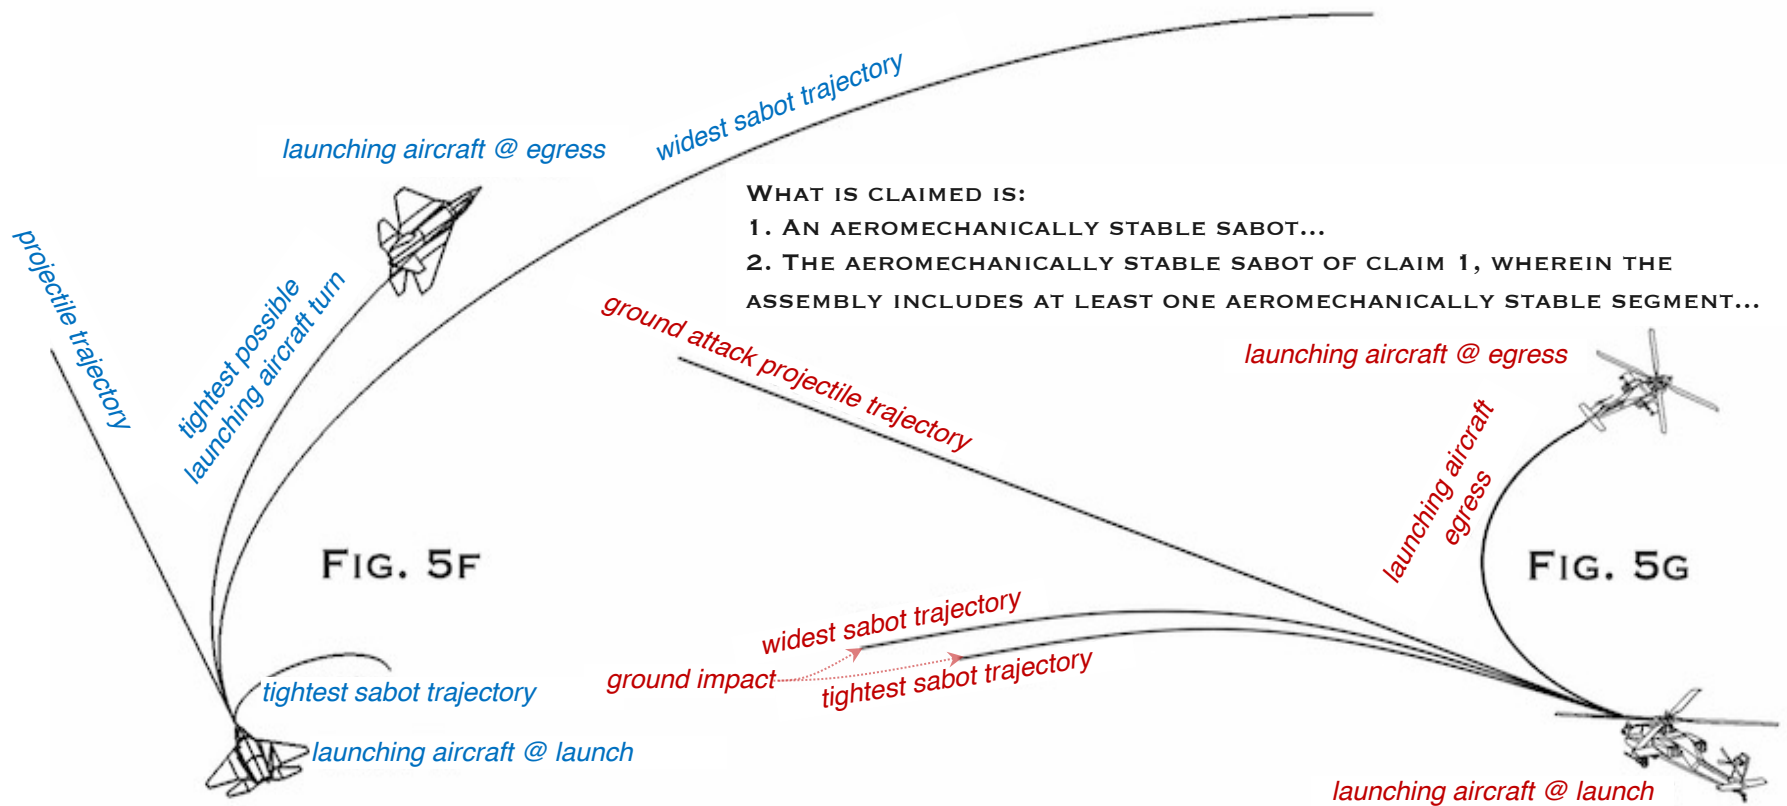 widest sabot trajectory
launching aircraft @ egress
WHAT IS CLAIMED IS:
1. AN AEROMECHANICALLY STABLE SABOT...
2. THE AEROMECHANICALLY STABLE SABOT OF CLAIM 1, WHEREIN THE
ASSEMBLY INCLUDES AT LEAST ONE AEROMECHANICALLY STABLE SEGMENT...
projectile trajectory
tightest possible
launching aircraft turn
FIG. 5F
tightest sabot trajectory
launching aircraft @ launch
ground attack projectile trajectory
launching aircraft @ egress
launching aircraft
egress
FIG. 5G
widest sabot trajectory
ground impact
tightest sabot trajectory
launching aircraft @ launch